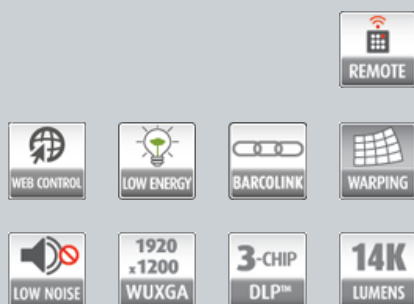 REMOTE
WEB CONTROL
LOW ENERGY
BARCOLINK
WARPING
LOW NOISE
1920
x1200
WUXGA
3-CHIP
DLP™
14K
LUMENS